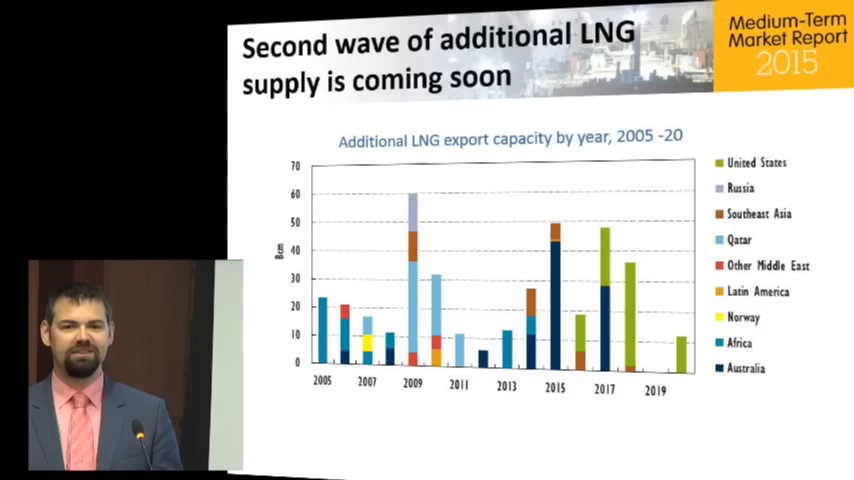 Second wave of additional LNG
supply is coming soon
Medium-Term
Market Report
2015
Additional LNG export capacity by year, 2005 -20
70
60
50
40
30
20
10
0
Bcm
2005
2007
2009
2011
2013
2015
2017
2019
United States
Russia
Southeast Asia
Qatar
Other Middle East
Latin America
Norway
Africa
Australia